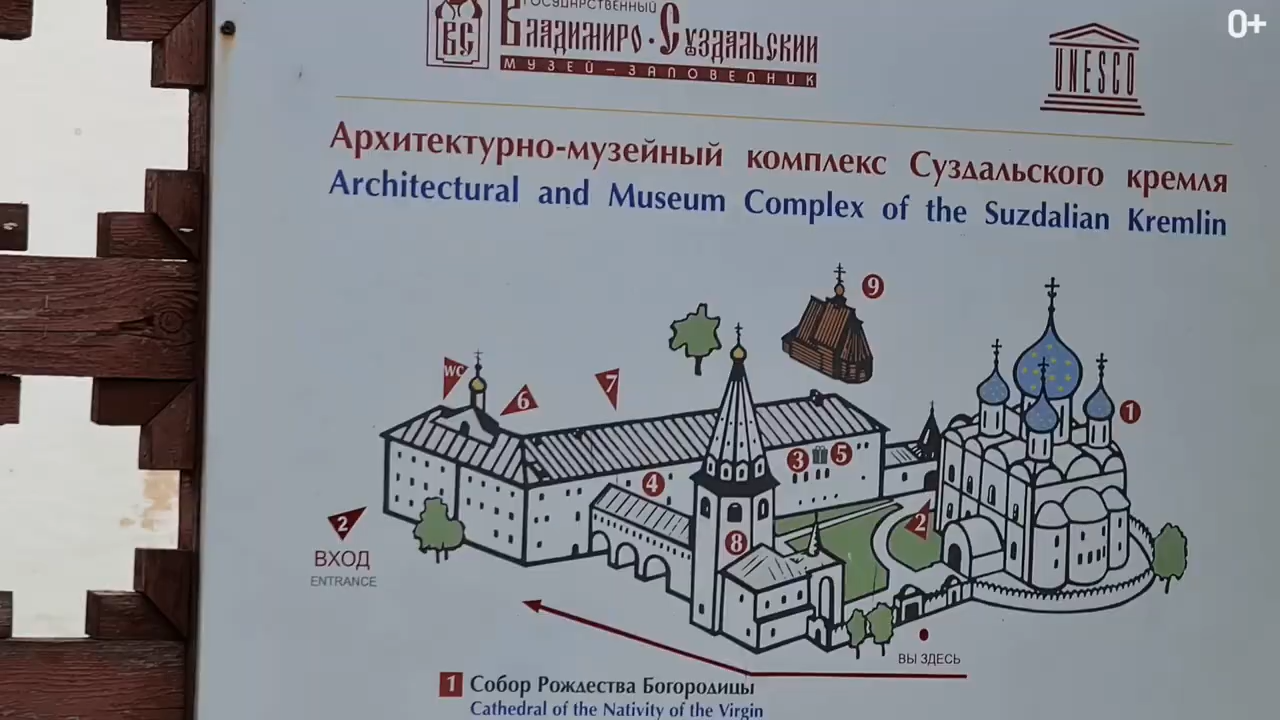 0+
ГОСУДАРСТВЕННЫЙ
ВС
Владимиро-Суздальский
МУЗЕЙ-ЗАПОВЕДНИК
UNESCO
Архитектурно-музейный комплекс Суздальского кремля
Architectural and Museum Complex of the Suzdalian Kremlin
9
WC
6
7
1
3
5
4
2
2
8
ВХОД
ENTRANCE
ВЫ ЗДЕСЬ
1 Собор Рождества Богородицы
Cathedral of the Nativity of the Virgin